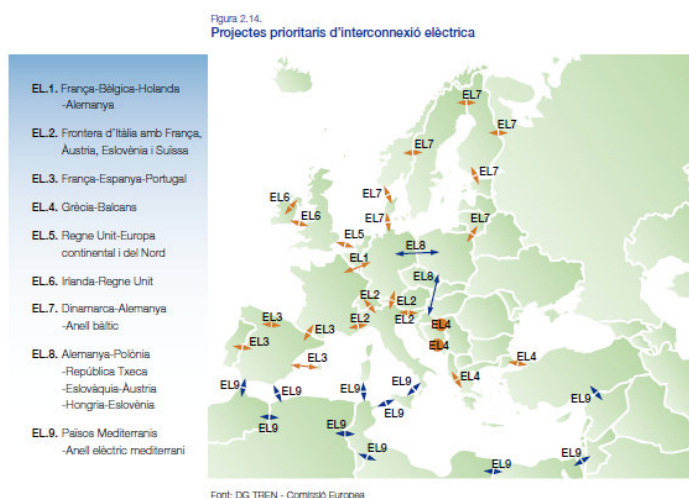 Figura 2.14.
Projectes prioritaris d'interconnexió elèctrica
EL.1. França-Bèlgica-Holanda
-Alemanya
EL.2. Frontera d'Itàlia amb França,
Àustria, Eslovènia i Suïssa
EL.3. França-Espanya-Portugal
EL.4. Grècia-Balcans
EL.5. Regne Unit-Europa
continental i del Nord
EL.6. Irlanda-Regne Unit
EL.7. Dinamarca-Alemanya
-Anell bàltic
EL.8. Alemanya-Polònia
-República Txeca
-Eslovàquia-Àustria
-Hongria-Eslovènia
EL.9. Països Mediterranis
-Anell elèctric mediterrani
EL7
EL7
EL7
EL7
EL7
EL6
EL6
EL7
EL7
EL5
EL8
EL1
EL8
EL2
EL2
EL3
EL2
EL2
EL4
EL3
EL3
EL4
EL3
EL4
EL4
EL9
EL9
EL9
EL9
EL9
EL9
EL9
EL9
EL9
EL9
EL9
Font: DG TREN - Comissió Europea